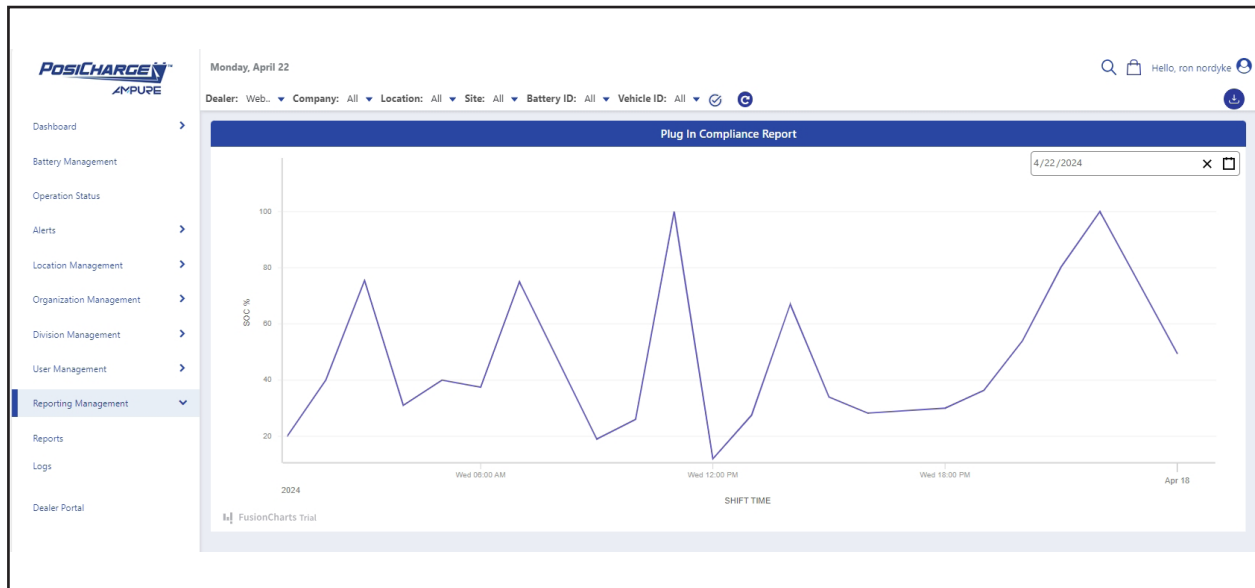 POSICHARGE™
AMPURE
Monday, April 22
Hello, ron nordyke
Dealer: Web.. Company: All Location: All Site: All Battery ID: All Vehicle ID: All
Dashboard
Battery Management
Operation Status
Alerts
Location Management
Organization Management
Division Management
User Management
Reporting Management
Reports
Logs
Dealer Portal
Plug In Compliance Report
4/22/2024
100
80
60
40
20
SOC %
Wed 06:00 AM Wed 12:00 PM Wed 18:00 PM Apr 18
2024
SHIFT TIME
FusionCharts Trial